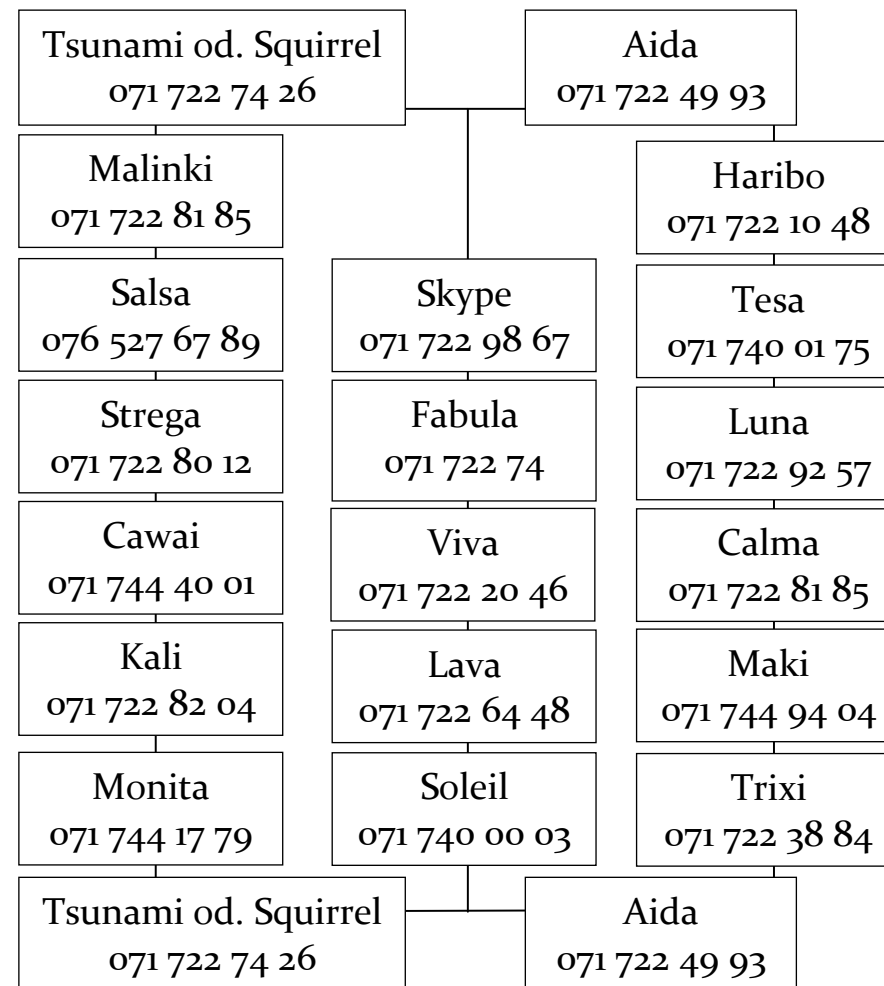 Tsunami od. Squirrel
071 722 74 26
Aida
071 722 49 93
Malinki
071 722 81 85
Haribo
071 722 10 48
Salsa
076 527 67 89
Skype
071 722 98 67
Tesa
071 740 01 75
Strega
071 722 80 12
Fabula
071 722 74
Luna
071 722 92 57
Cawai
071 744 40 01
Viva
071 722 20 46
Calma
071 722 81 85
Kali
071 722 82 04
Lava
071 722 64 48
Maki
071 744 94 04
Monita
071 744 17 79
Soleil
071 740 00 03
Trixi
071 722 38 84
Tsunami od. Squirrel
071 722 74 26
Aida
071 722 49 93